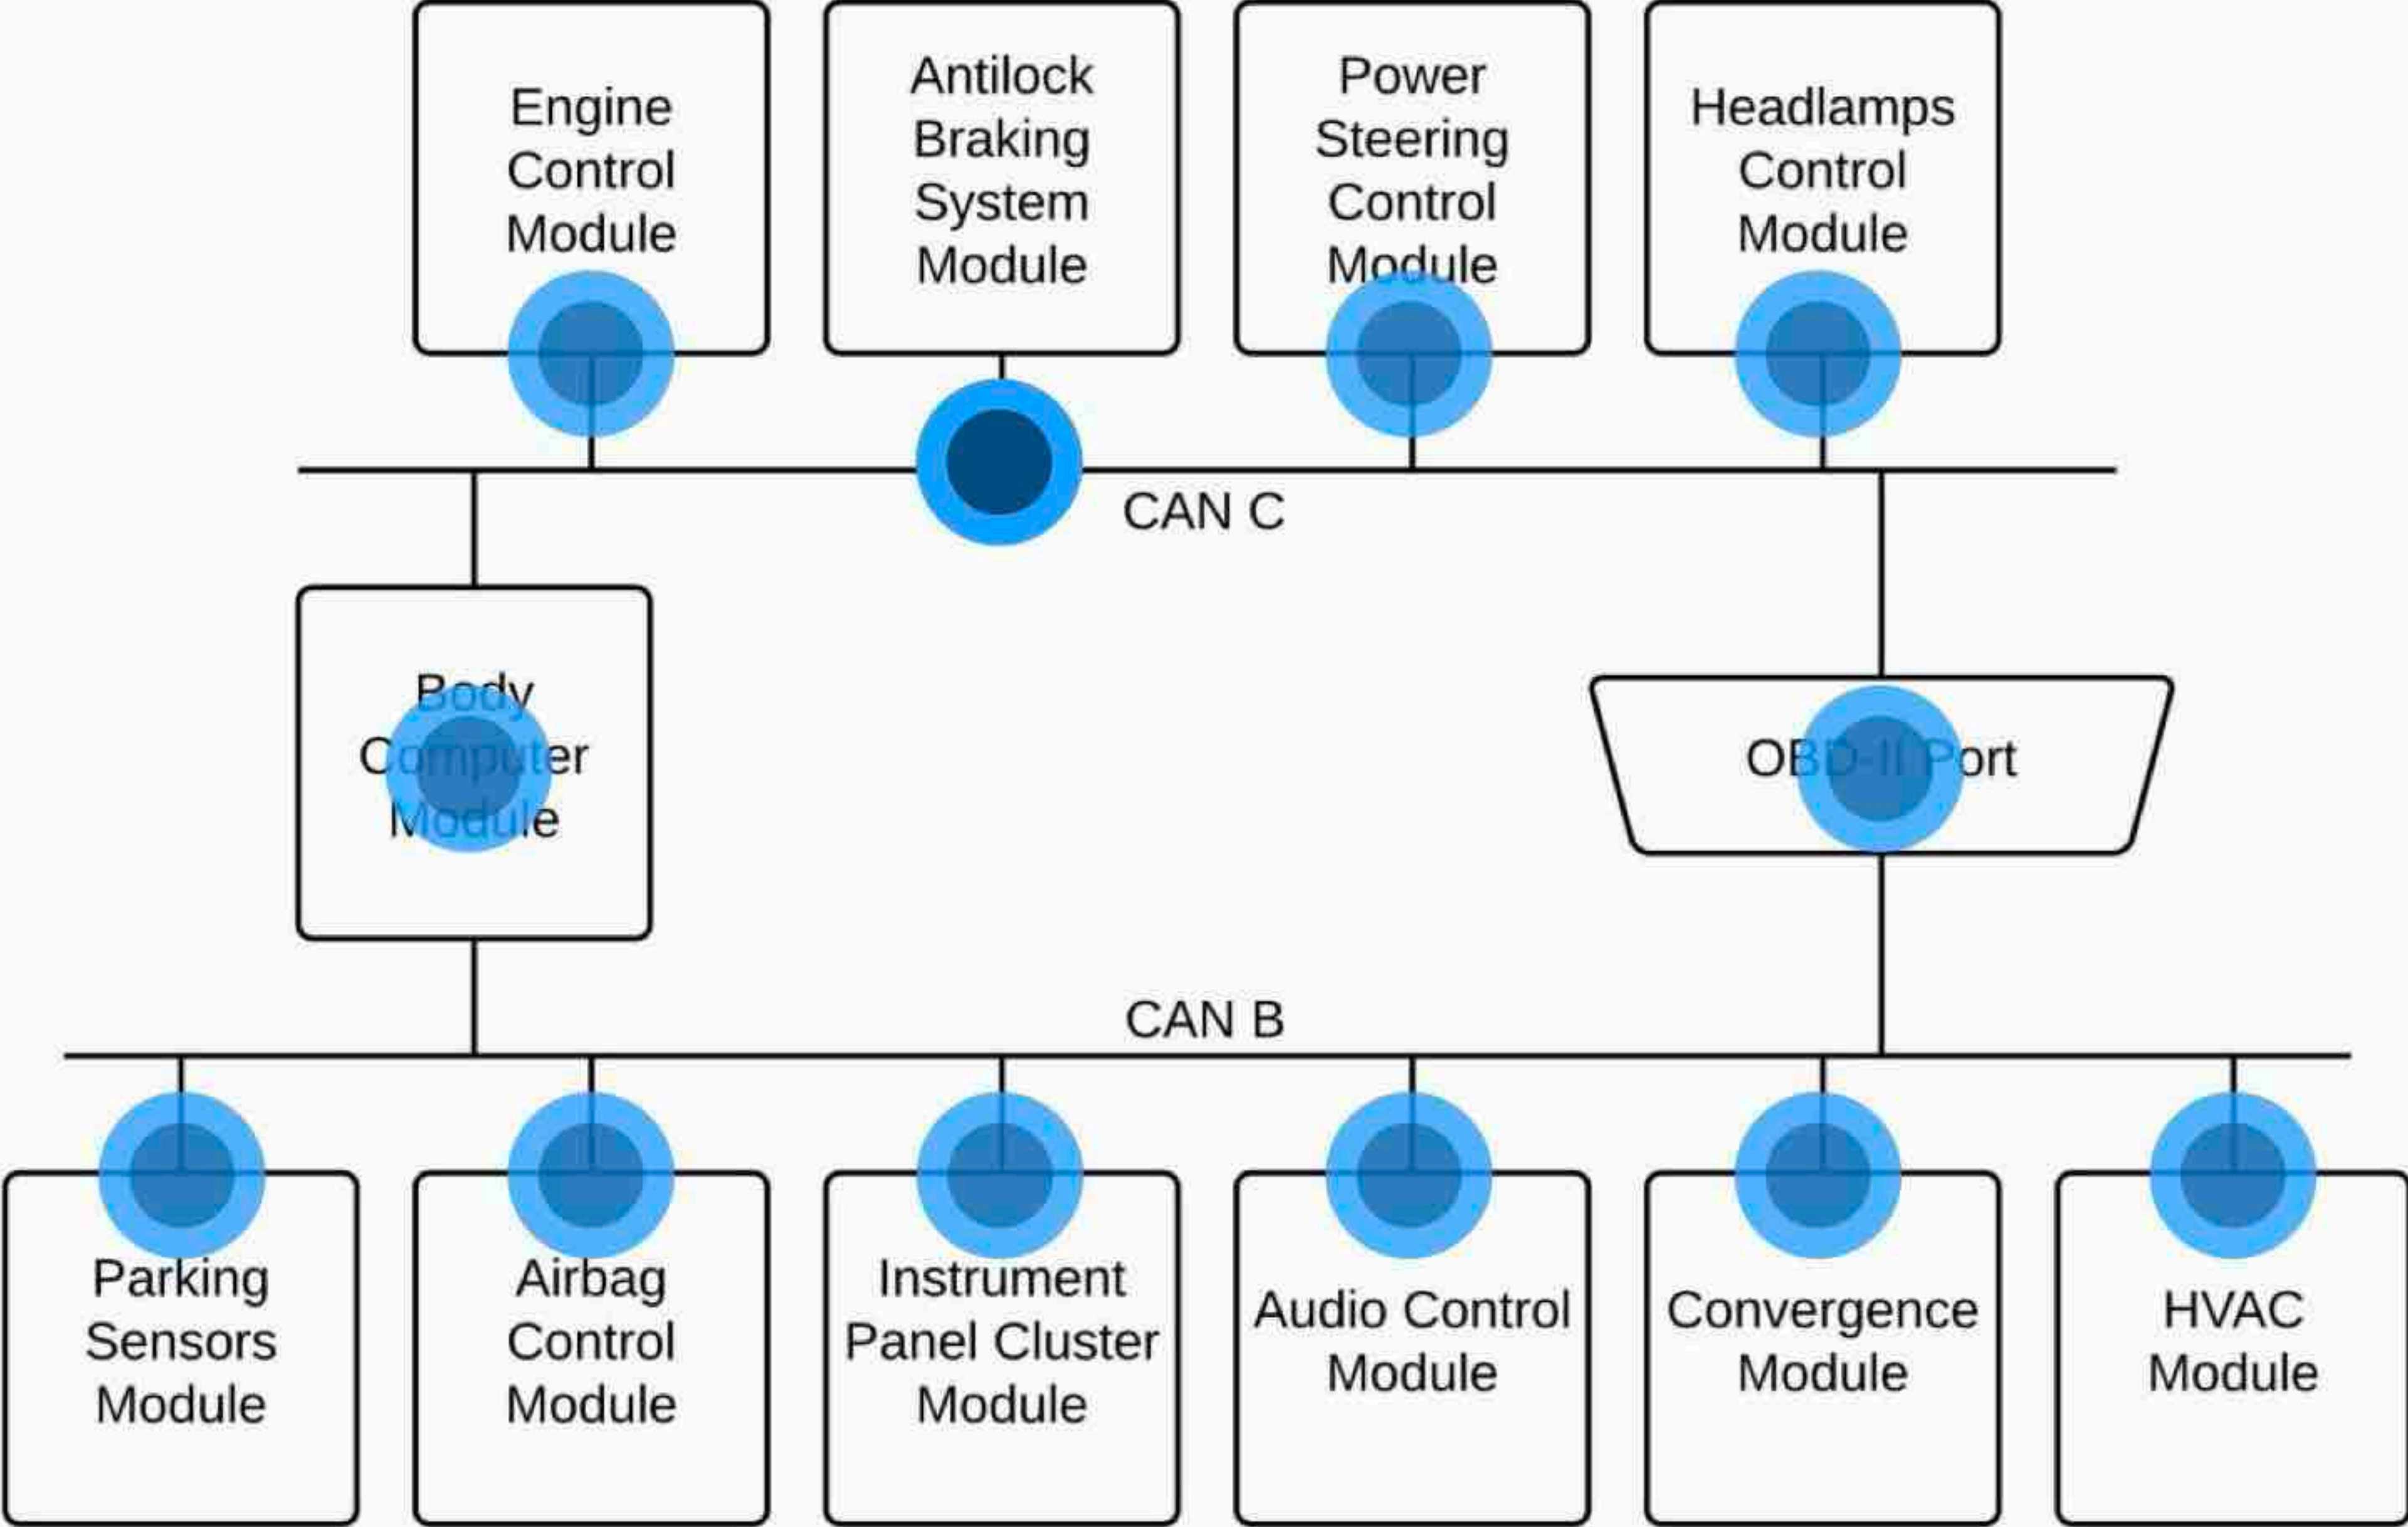 Engine
Control
Module
Antilock
Braking
System
Module
Power
Steering
Control
Module
Headlamps
Control
Module
CAN C
Body
Computer
Module
OBD-II Port
CAN B
Parking
Sensors
Module
Airbag
Control
Module
Instrument
Panel Cluster
Module
Audio Control
Module
Convergence
Module
HVAC
Module